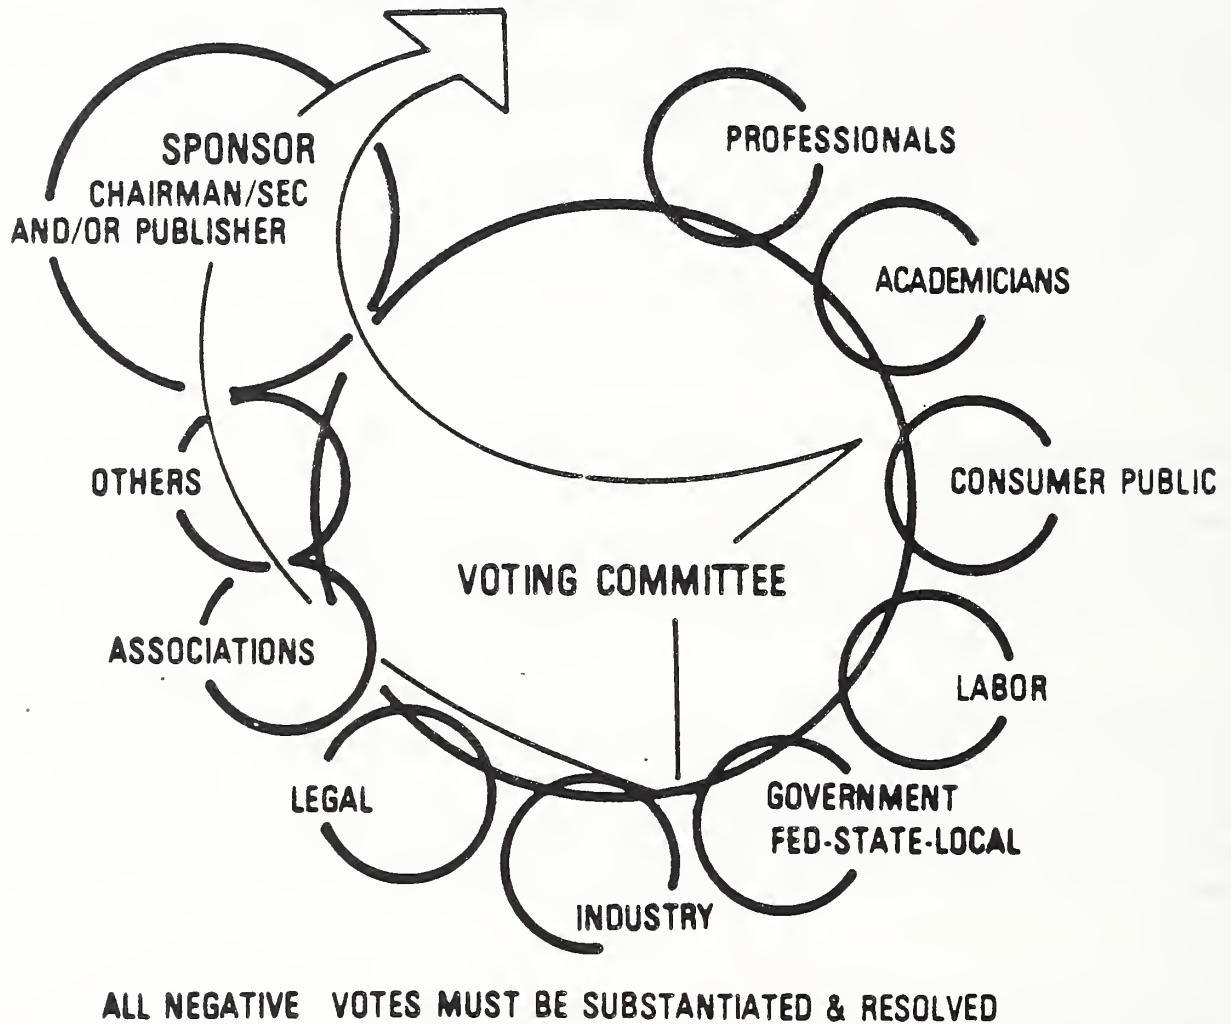 SPONSOR
CHAIRMAN/SEC
AND/OR PUBLISHER
PROFESSIONALS
ACADEMICIANS
CONSUMER PUBLIC
LABOR
GOVERNMENT
FED-STATE-LOCAL
INDUSTRY
LEGAL
ASSOCIATIONS
OTHERS
VOTING COMMITTEE
ALL NEGATIVE VOTES MUST BE SUBSTANTIATED & RESOLVED